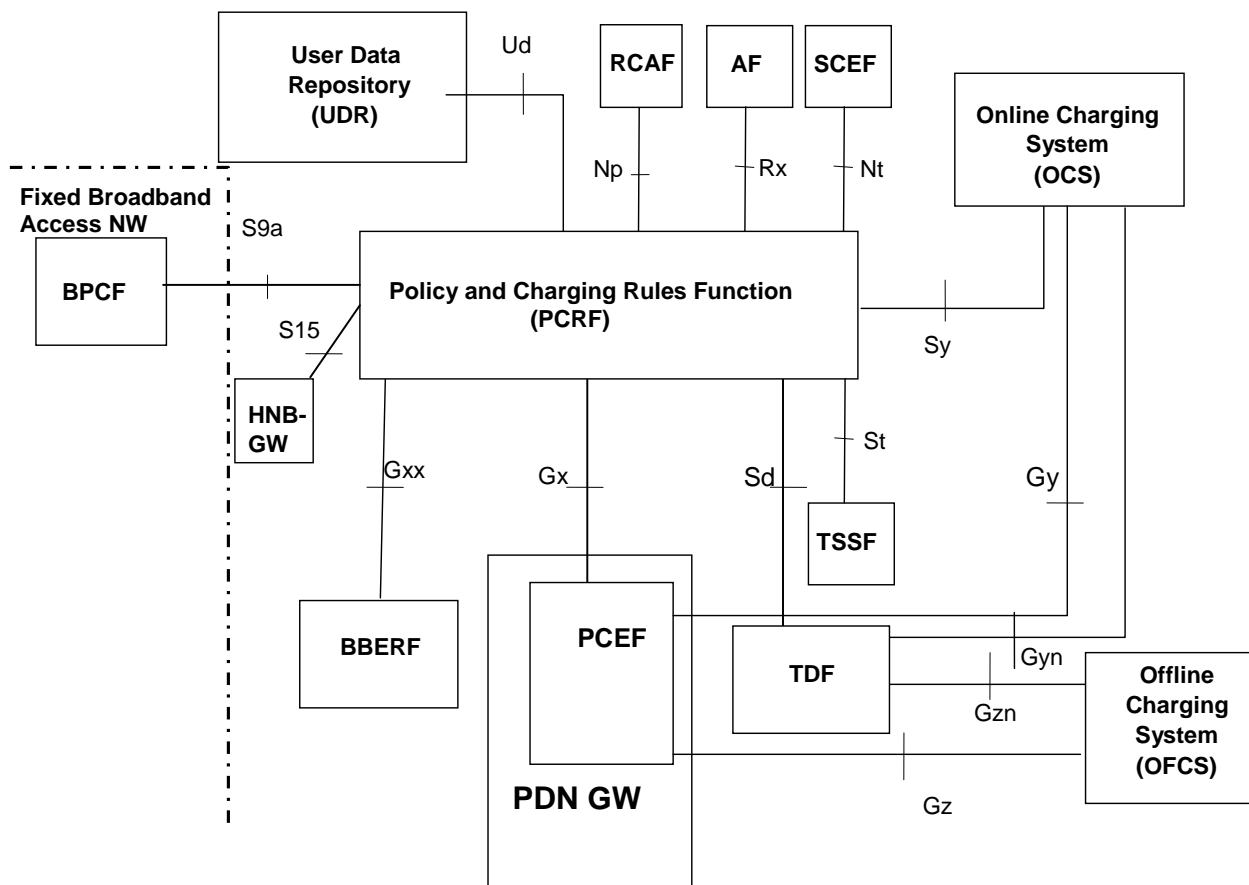 User Data
Repository
(UDR)
Ud
RCAF
AF
SCEF
Online Charging
System
(OCS)
Np
Rx
Nt
Fixed Broadband
Access NW
S9a
BPCF
Policy and Charging Rules Function
(PCRF)
S15
Sy
HNB-
GW
Gxx
Gx
Sd
St
Gy
TSSF
PCEF
BBERF
TDF
Gyn
Gzn
Offline
Charging
System
(OFCS)
PDN GW
Gz